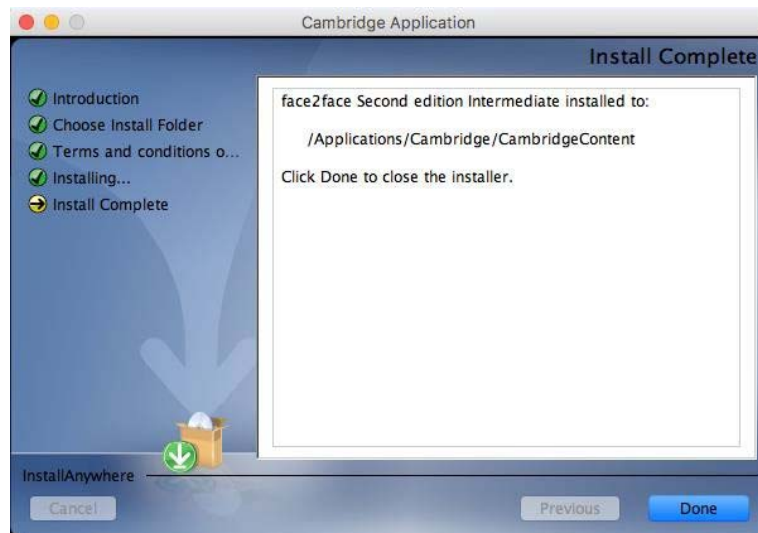 Cambridge Application
Install Complete
Introduction
Choose Install Folder
Terms and conditions o...
Installing...
Install Complete
face2face Second edition Intermediate installed to:
/Applications/Cambridge/CambridgeContent
Click Done to close the installer.
InstallAnywhere
Cancel
Previous
Done